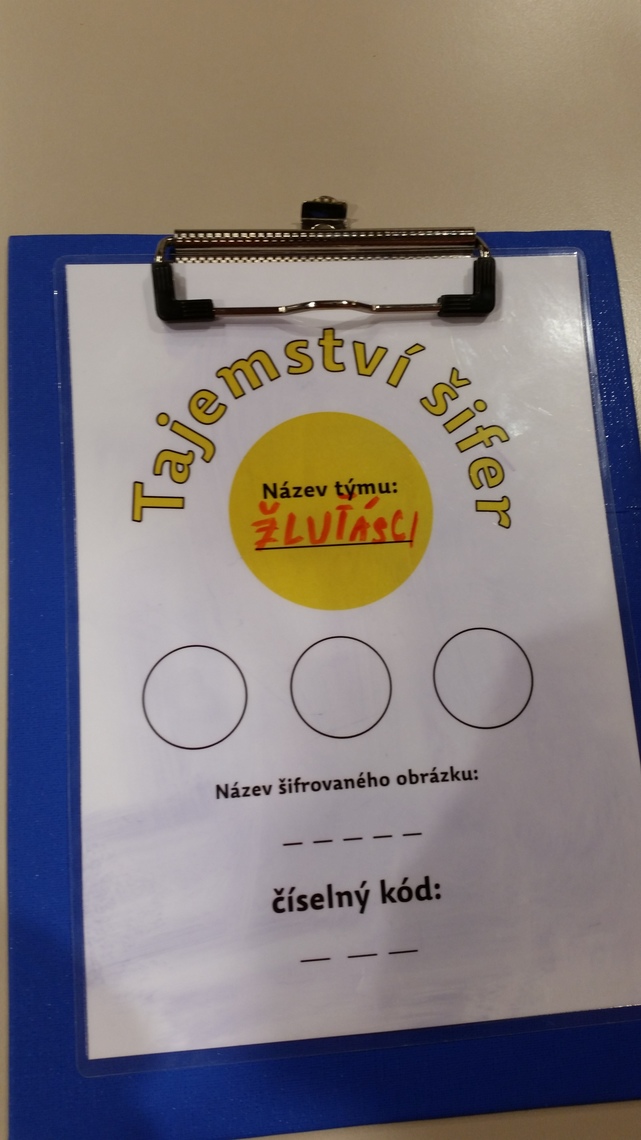 Tajemství šifer
Název týmu:
ŽLUŤÁSCI
Název šifrovaného obrázku:
_ _ _ _ _
číselný kód:
_ _ _